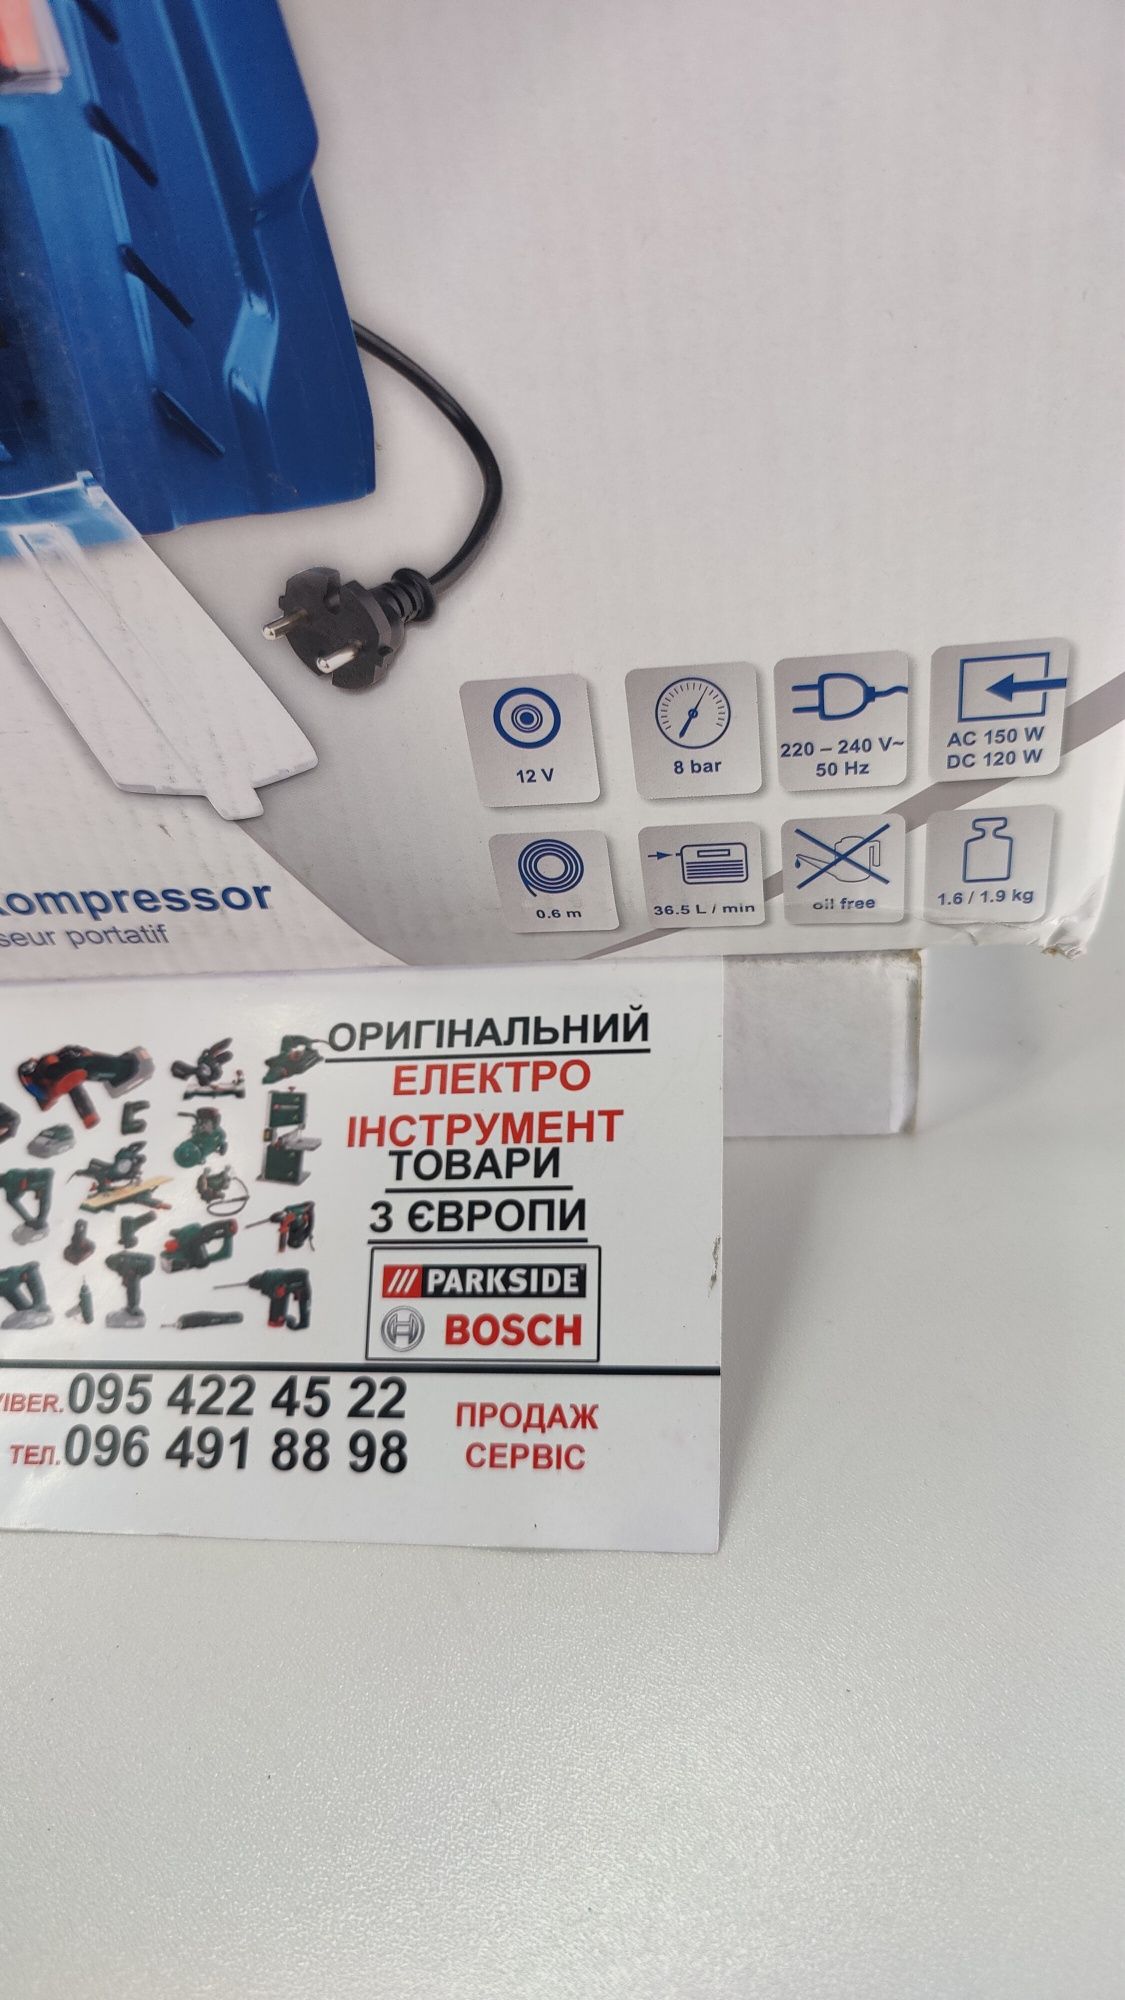 12 V
8 bar
220 – 240 V~
50 Hz
AC 150 W
DC 120 W
0.6 m
36.5 L / min
oil free
1.6 / 1.9 kg
ompressor
seur portatif
ОРИГІНАЛЬНИЙ
ЕЛЕКТРО
ІНСТРУМЕНТ
ТОВАРИ
З ЄВРОПИ
PARKSIDE
BOSCH
IBER. 095 422 45 22
ТЕЛ. 096 491 88 98
ПРОДАЖ
СЕРВІС